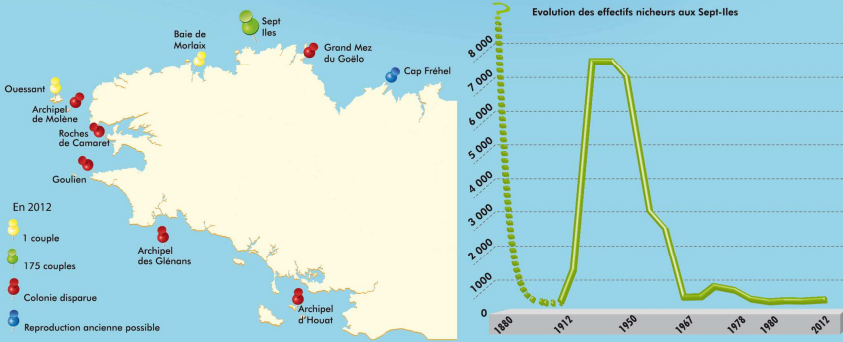 Sept
Iles
Baie de
Morlaix
Grand Mez
du Goëlo
Cap Fréhel
Ouessant
Archipel
de Molène
Roches
de Camaret
Goulien
Archipel
des Glénans
Archipel
d'Houat
En 2012
1 couple
175 couples
Colonie disparue
Reproduction ancienne possible
Evolution des effectifs nicheurs aux Sept-Iles
?
8 000
7 000
6 000
5 000
4 000
3 000
2 000
1000
0
1880
1912
1950
1967
1978
1980
2012